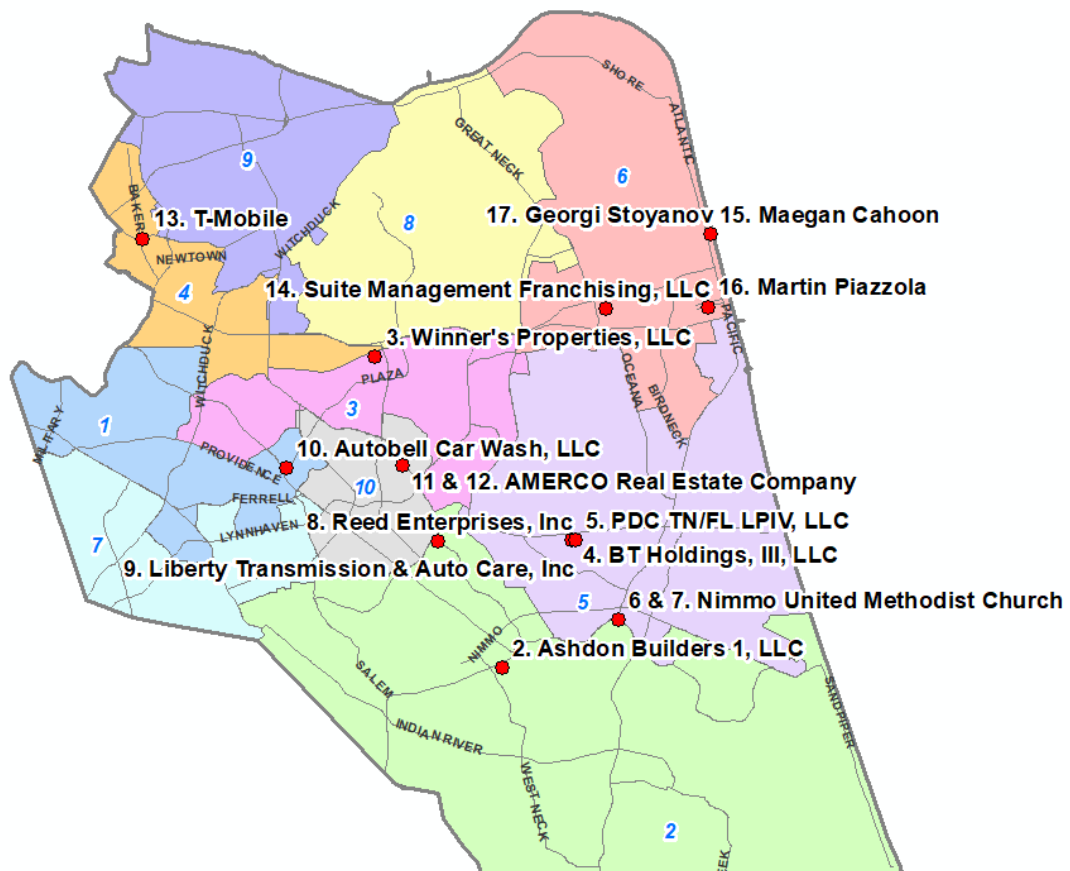 SHORE
ATLANTIC
GREAT NECK
9
6
BAKER
13. T-Mobile
WITCHDUCK
8
17. Georgi Stoyanov
15. Maegan Cahoon
NEWTOWN
4
14. Suite Management Franchising, LLC
16. Martin Piazzola
PACIFIC
WITCHDUCK
3. Winner's Properties, LLC
PLAZA
OCEANA
BIRDNECK
3
1
MILITARY
PROVIDENCE
10. Autobell Car Wash, LLC
10
11 & 12. AMERCO Real Estate Company
FERRELL
LYNNHAVEN
8. Reed Enterprises, Inc
5. PDC TN/FL LPIV, LLC
7
4. BT Holdings, III, LLC
9. Liberty Transmission & Auto Care, Inc
5
6 & 7. Nimmo United Methodist Church
NIMMO
2. Ashdon Builders 1, LLC
SALEM
SANDPIPER
INDIAN RIVER
WEST NECK
2